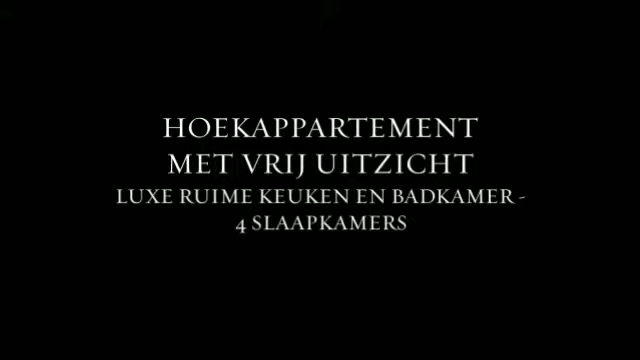 HOEKAPPARTEMENT
MET VRIJ UITZICHT
LUXE RUIME KEUKEN EN BADKAMER -
4 SLAAPKAMERS